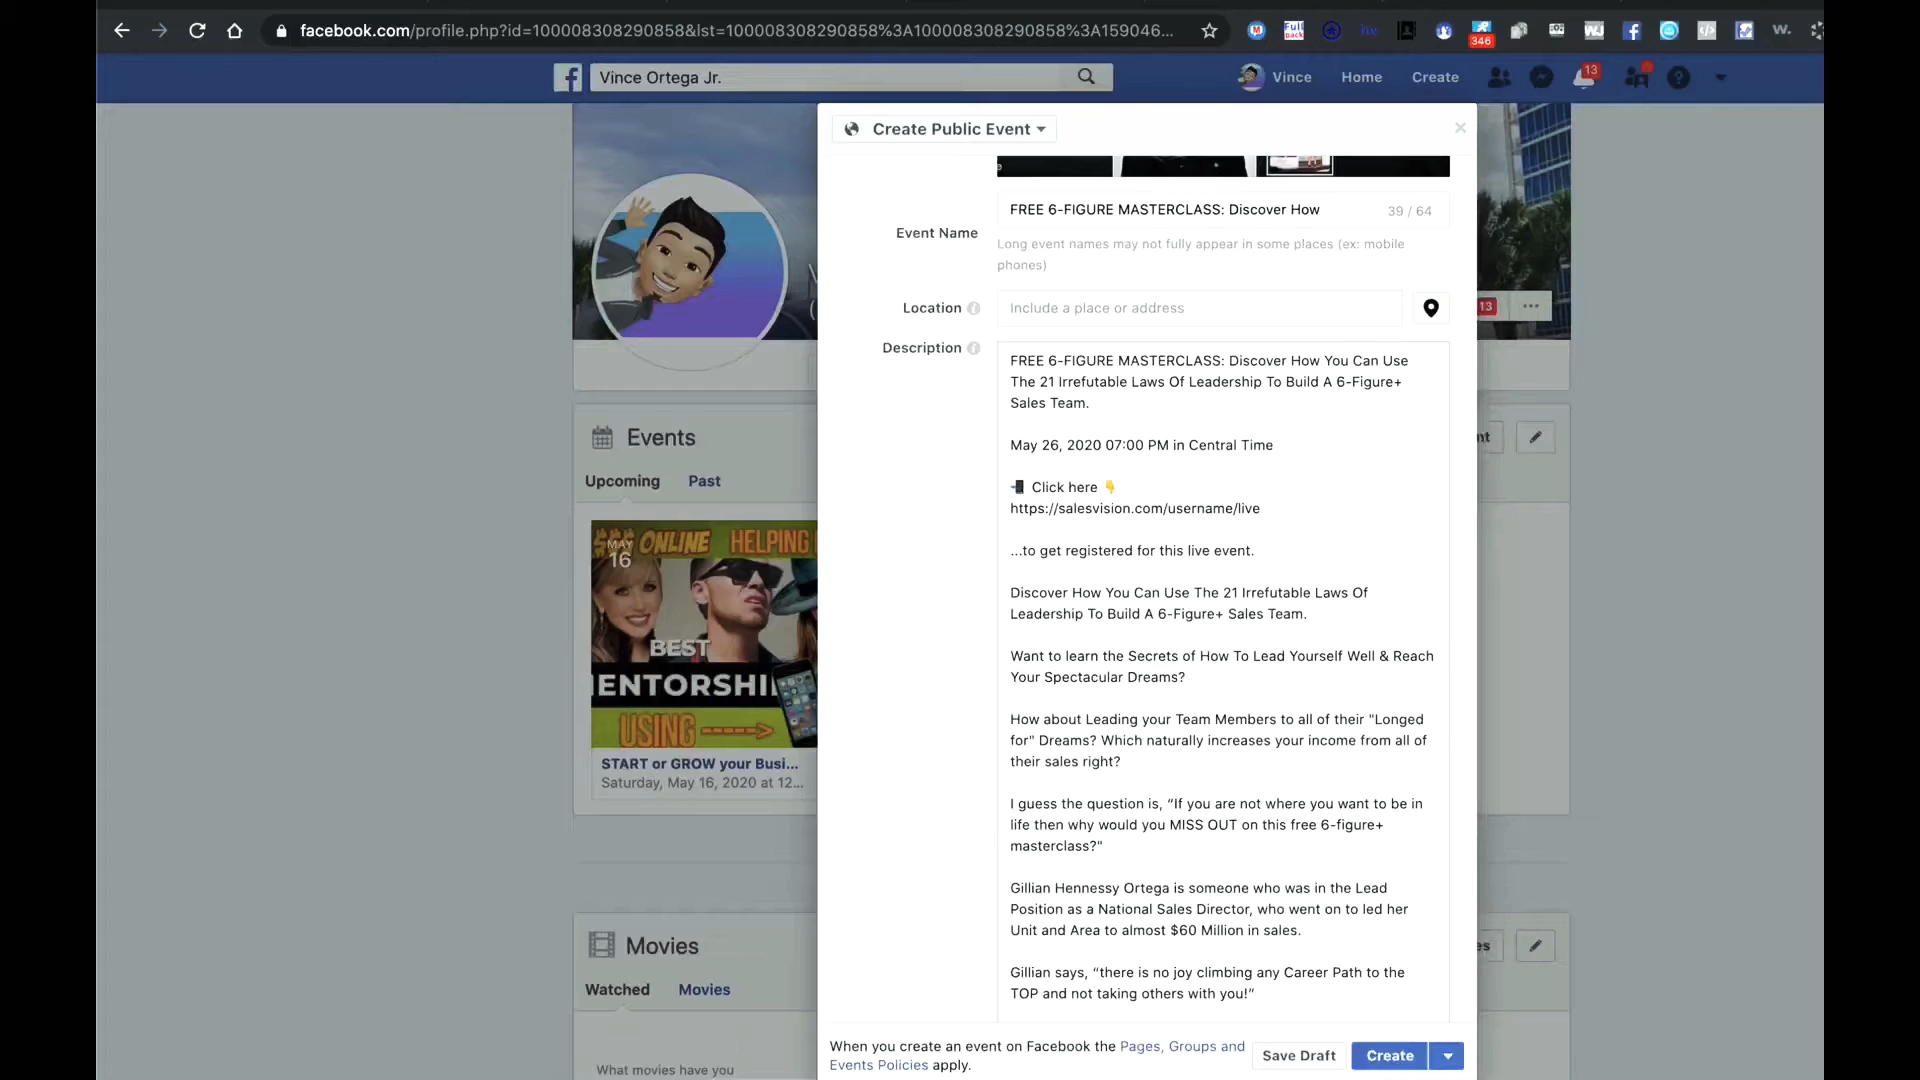 facebook.com/profile.php?id=100008308290858&lst=100008308290858%3A100008308290858%3A159046...
346
Vince Ortega Jr.
Vince
Home
Create
13
Create Public Event
FREE 6-FIGURE MASTERCLASS: Discover How
39 / 64
Event Name
Long event names may not fully appear in some places (ex: mobile
phones)
Location
Include a place or address
13
Description
FREE 6-FIGURE MASTERCLASS: Discover How You Can Use
The 21 Irrefutable Laws Of Leadership To Build A 6-Figure+
Sales Team.
May 26, 2020 07:00 PM in Central Time
Click here
https://salesvision.com/username/live
...to get registered for this live event.
Discover How You Can Use The 21 Irrefutable Laws Of
Leadership To Build A 6-Figure+ Sales Team.
Want to learn the Secrets of How To Lead Yourself Well & Reach
Your Spectacular Dreams?
How about Leading your Team Members to all of their "Longed
for" Dreams? Which naturally increases your income from all of
their sales right?
I guess the question is, “If you are not where you want to be in
life then why would you MISS OUT on this free 6-figure+
masterclass?"
Gillian Hennessy Ortega is someone who was in the Lead
Position as a National Sales Director, who went on to led her
Unit and Area to almost $60 Million in sales.
Gillian says, “there is no joy climbing any Career Path to the
TOP and not taking others with you!”
Events
Upcoming
Past
MAY
16
$$$ ONLINE HELPING
BEST
MENTORSHI
USING
START or GROW your Busi...
Saturday, May 16, 2020 at 12...
Movies
Watched
Movies
What movies have you
When you create an event on Facebook the Pages, Groups and
Events Policies apply.
Save Draft
Create